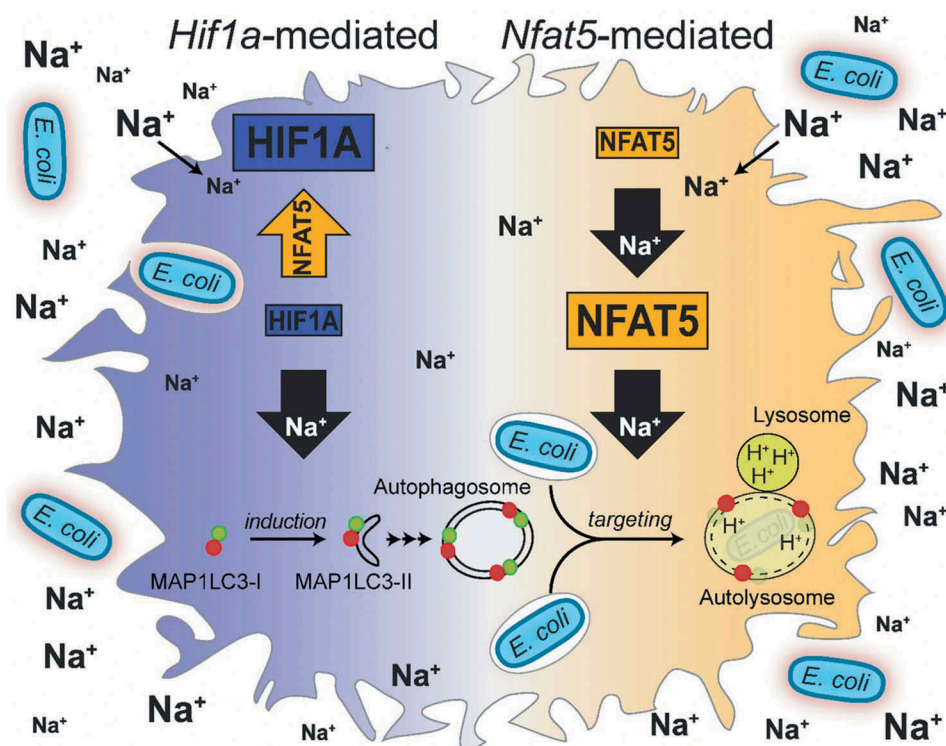 Hif1a-mediated
Nfat5-mediated
Na⁺
Na⁺
Na⁺
Na⁺
Na⁺
E. coli
HIF1A
NFAT5
HIF1A
Na⁺
E. coli
Na⁺
Na⁺
Na⁺
Na⁺
Na⁺
E. coli
NFAT5
Na⁺
NFAT5
Na⁺
Na⁺
Na⁺
Na⁺
Na⁺
E. coli
Na⁺
Na⁺
Na⁺
E. coli
Na⁺
Na⁺
Na⁺
Na⁺
MAP1LC3-I
induction
MAP1LC3-II
Autophagosome
E. coli
E. coli
targeting
Lysosome
H⁺
H⁺
H⁺
H⁺
H⁺
E. coli
Autolysosome
Na⁺
Na⁺
Na⁺
Na⁺
Na⁺
Na⁺
Na⁺
Na⁺
Na⁺
E. coli
Na⁺
Na⁺